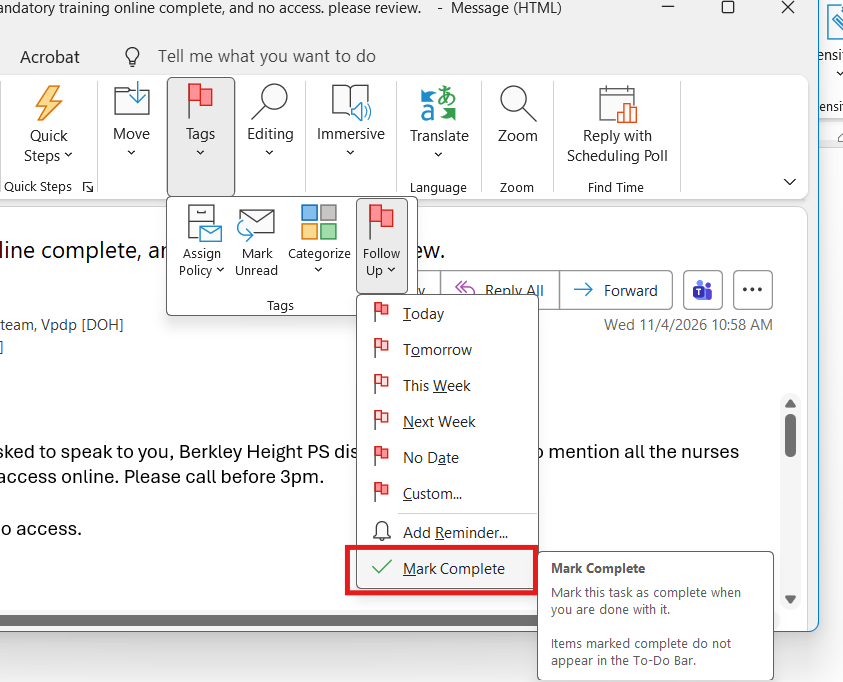 andatory training online complete, and no access. please review. - Message (HTML)
Acrobat
Tell me what you want to do
ensi
Quick
Steps
Move
Tags
Editing
Immersive
Translate
Zoom
Reply with
Scheduling Poll
ensi
Quick Steps
Language
Zoom
Find Time
line complete, an
ew.
Assign
Policy
Mark
Unread
Categorize
Follow
Up
Tags
y
Reply All
Forward
team, Vpdp [DOH]
Wed 11/4/2026 10:58 AM
]
Today
Tomorrow
This Week
Next Week
No Date
Custom...
Add Reminder...
Mark Complete
sked to speak to you, Berkley Height PS dis
o mention all the nurses
access online. Please call before 3pm.
o access.
Mark Complete
Mark this task as complete when
you are done with it.
Items marked complete do not
appear in the To-Do Bar.